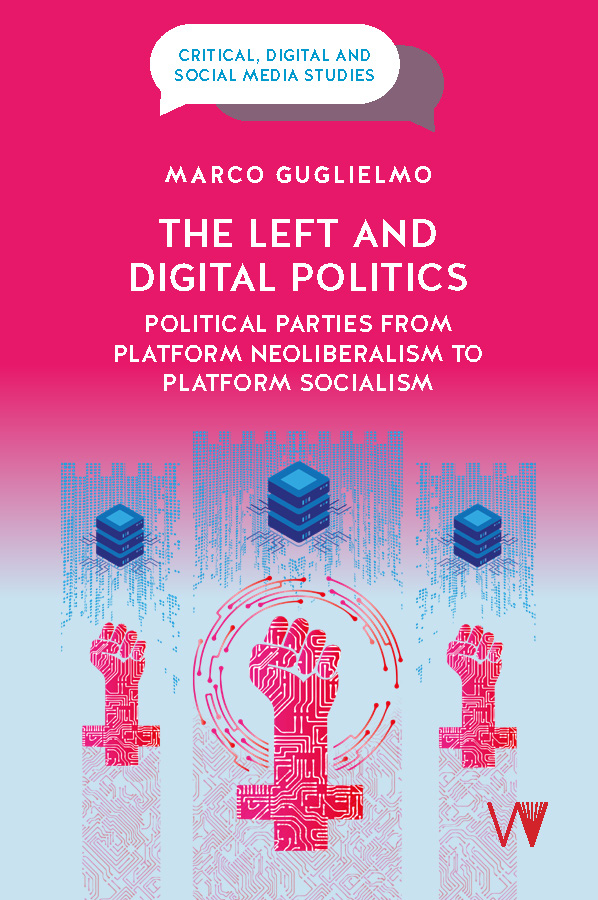 CRITICAL, DIGITAL AND
SOCIAL MEDIA STUDIES
MARCO GUGLIELMO
THE LEFT AND
DIGITAL POLITICS
POLITICAL PARTIES FROM
PLATFORM NEOLIBERALISM TO
PLATFORM SOCIALISM
W